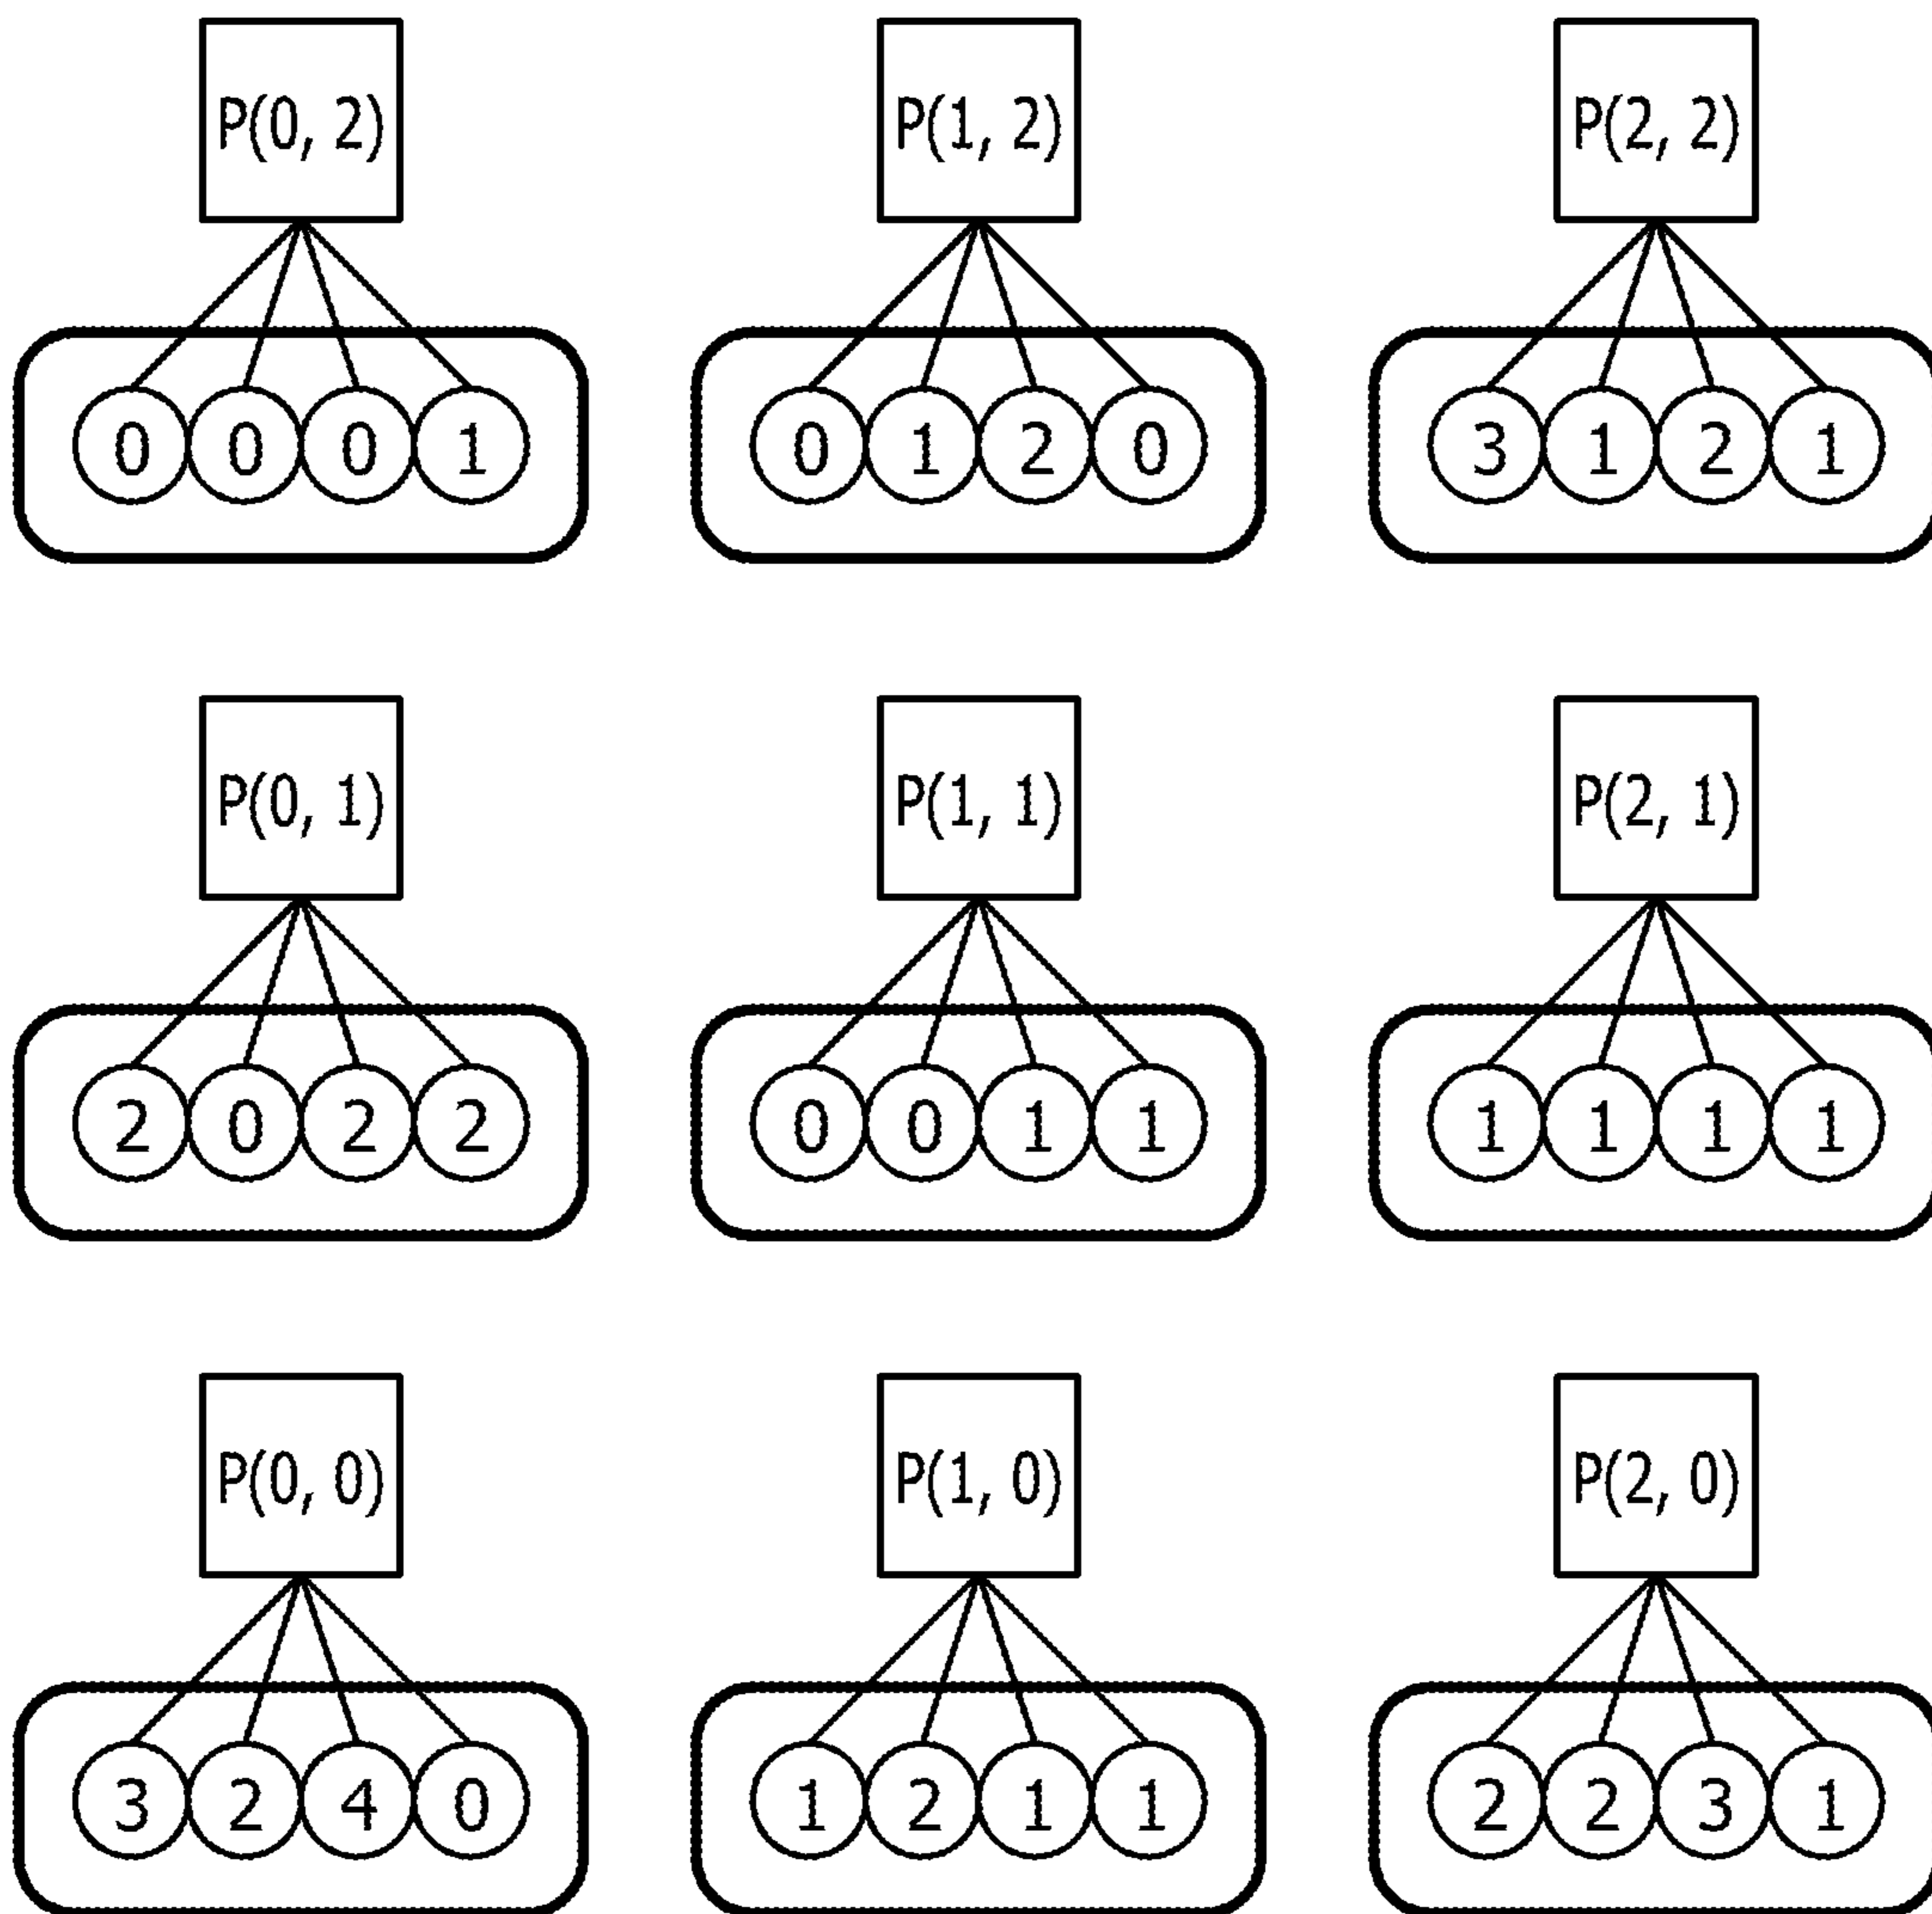 P(0, 2) P(1, 2) P(2, 2)
0 0 0 1 0 1 2 0 3 1 2 1
P(0, 1) P(1, 1) P(2, 1)
2 0 2 2 0 0 1 1 1 1 1 1
P(0, 0) P(1, 0) P(2, 0)
3 2 4 0 1 2 1 1 2 2 3 1